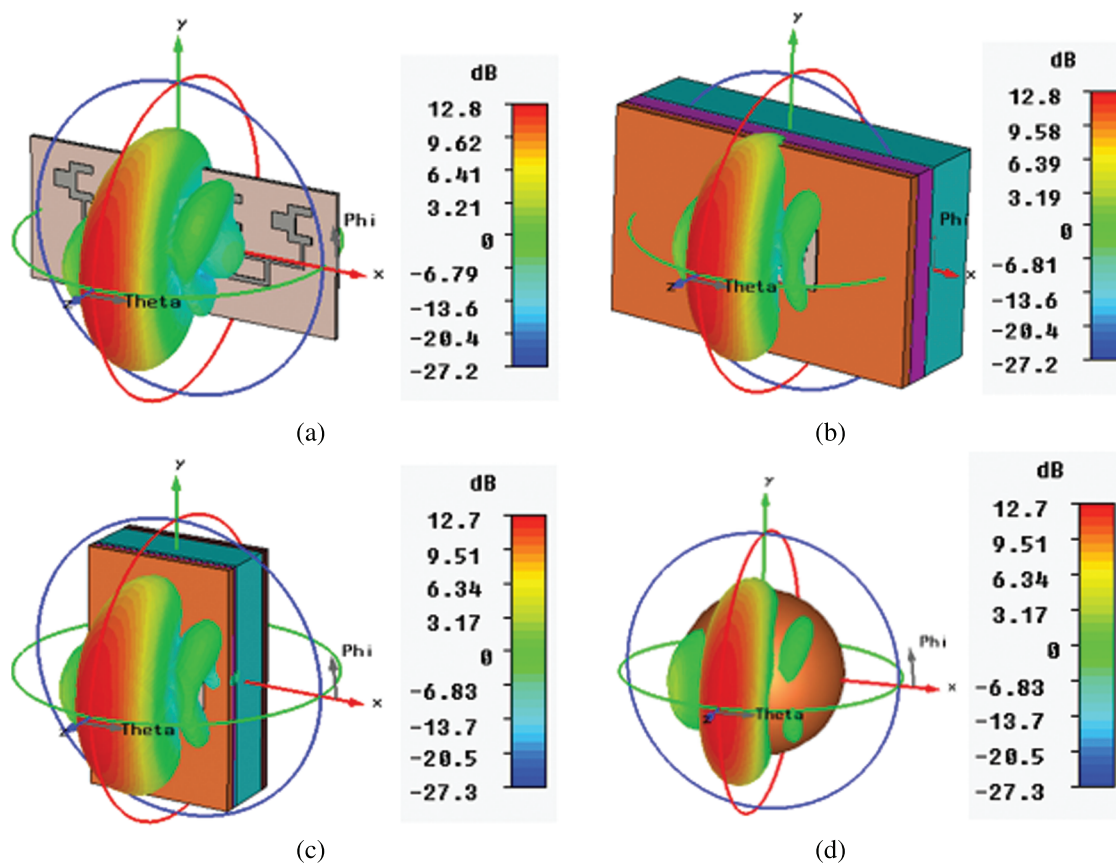 y
Phi
x
z
Theta
dB
12.8
9.62
6.41
3.21
0
-6.79
-13.6
-20.4
-27.2
(a)
y
Phi
x
z
Theta
dB
12.8
9.58
6.39
3.19
0
-6.81
-13.6
-20.4
-27.2
(b)
y
Phi
x
z
Theta
dB
12.7
9.51
6.34
3.17
0
-6.83
-13.7
-20.5
-27.3
(c)
y
Phi
x
z
Theta
dB
12.7
9.51
6.34
3.17
0
-6.83
-13.7
-20.5
-27.3
(d)